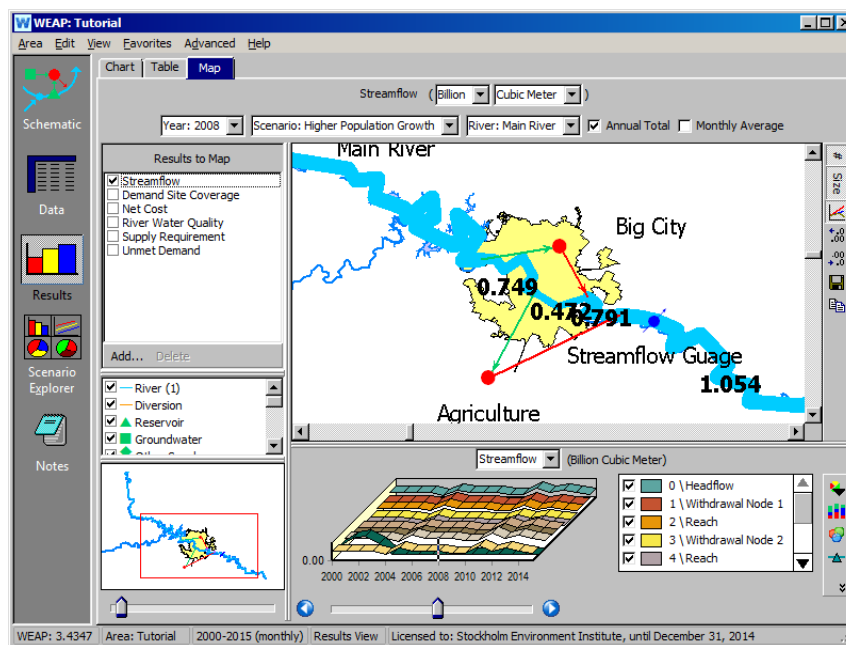 WEAP: Tutorial
Area Edit View Favorites Advanced Help
Chart Table Map
Streamflow ( Billion Cubic Meter )
Year: 2008 Scenario: Higher Population Growth River: Main River Annual Total Monthly Average
Schematic
Data
Results
Scenario
Explorer
Notes
Results to Map
Streamflow
Demand Site Coverage
Net Cost
River Water Quality
Supply Requirement
Unmet Demand
Add... Delete
River (1)
Diversion
Reservoir
Groundwater
Main River
Big City
0.749
0.472
0.791
Streamflow Guage
1.054
Agriculture
Size
Streamflow (Billion Cubic Meter)
0.00
2000 2002 2004 2006 2008 2010 2012 2014
0 \ Headflow
1 \ Withdrawal Node 1
2 \ Reach
3 \ Withdrawal Node 2
4 \ Reach
WEAP: 3.4347 Area: Tutorial 2000-2015 (monthly) Results View Licensed to: Stockholm Environment Institute, until December 31, 2014